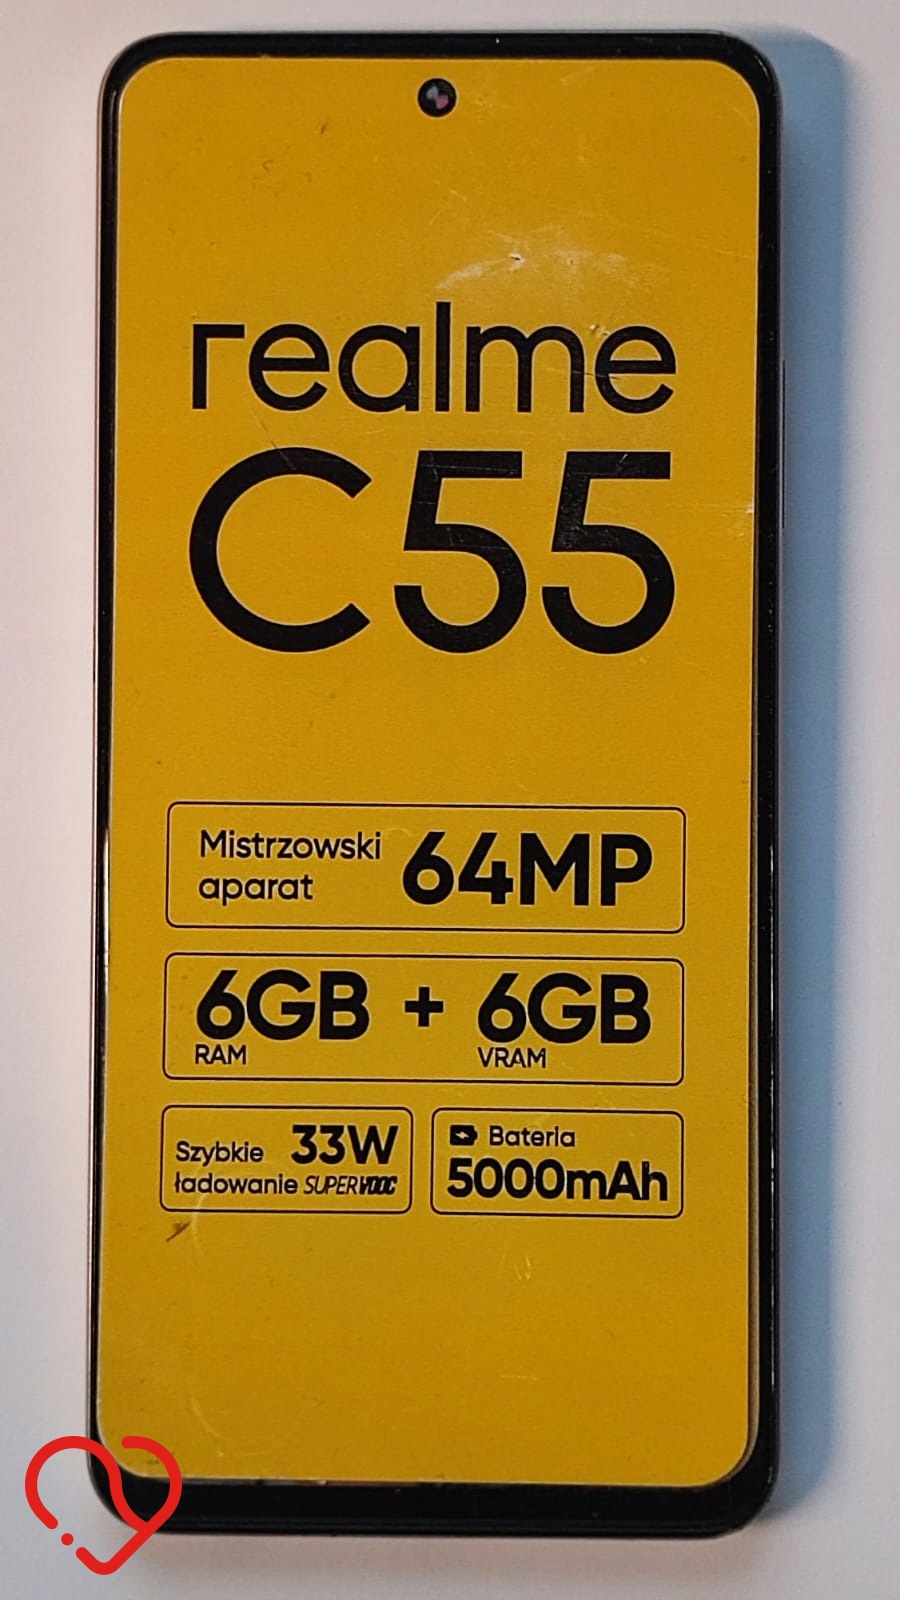 realme
C55
Mistrzowski
aparat
64MP
6GB + 6GB
RAM VRAM
Szybkie 33W
ładowanie SUPERVOOC
Bateria
5000mAh